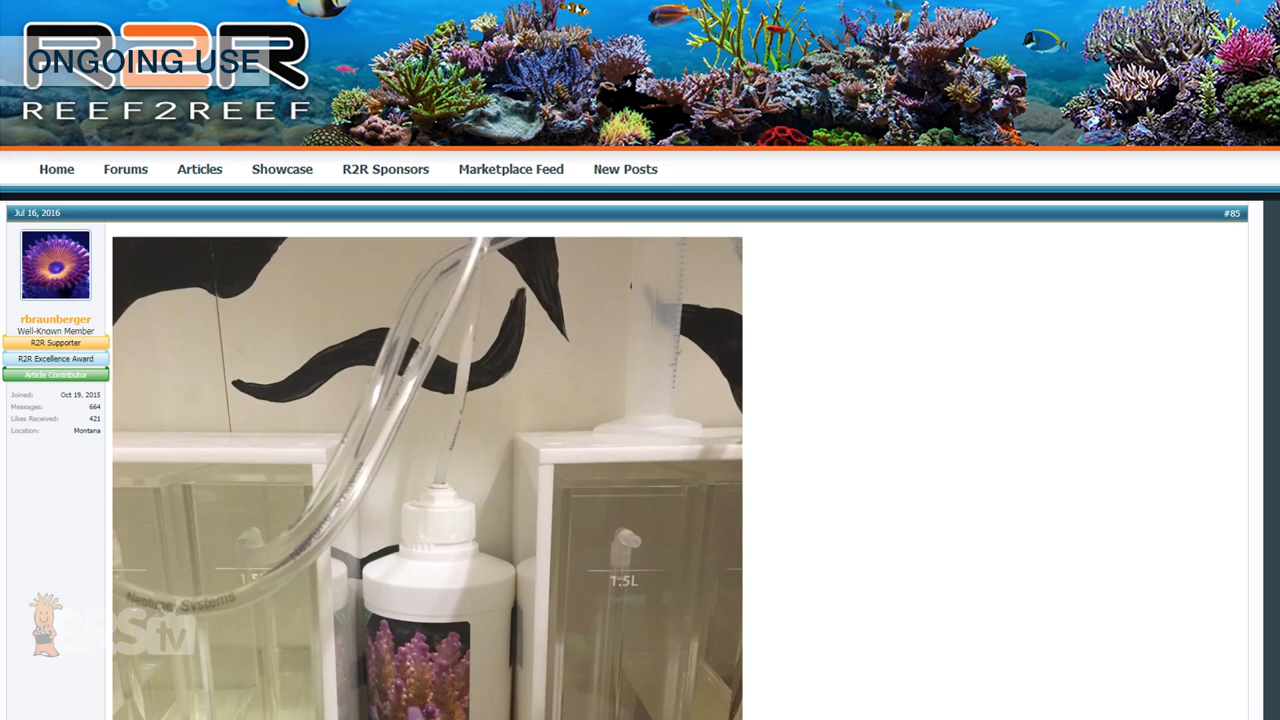 ONGOING USE
R2R
REEF2REEF
Home Forums Articles Showcase R2R Sponsors Marketplace Feed New Posts
Jul 16, 2016 #85
rbraunberger
Well-Known Member
R2R Supporter
R2R Excellence Award
Article Contributor
Joined: Oct 19, 2015
Messages: 664
Likes Received: 421
Location: Montana
1.5L
Neptune Systems
BRStv